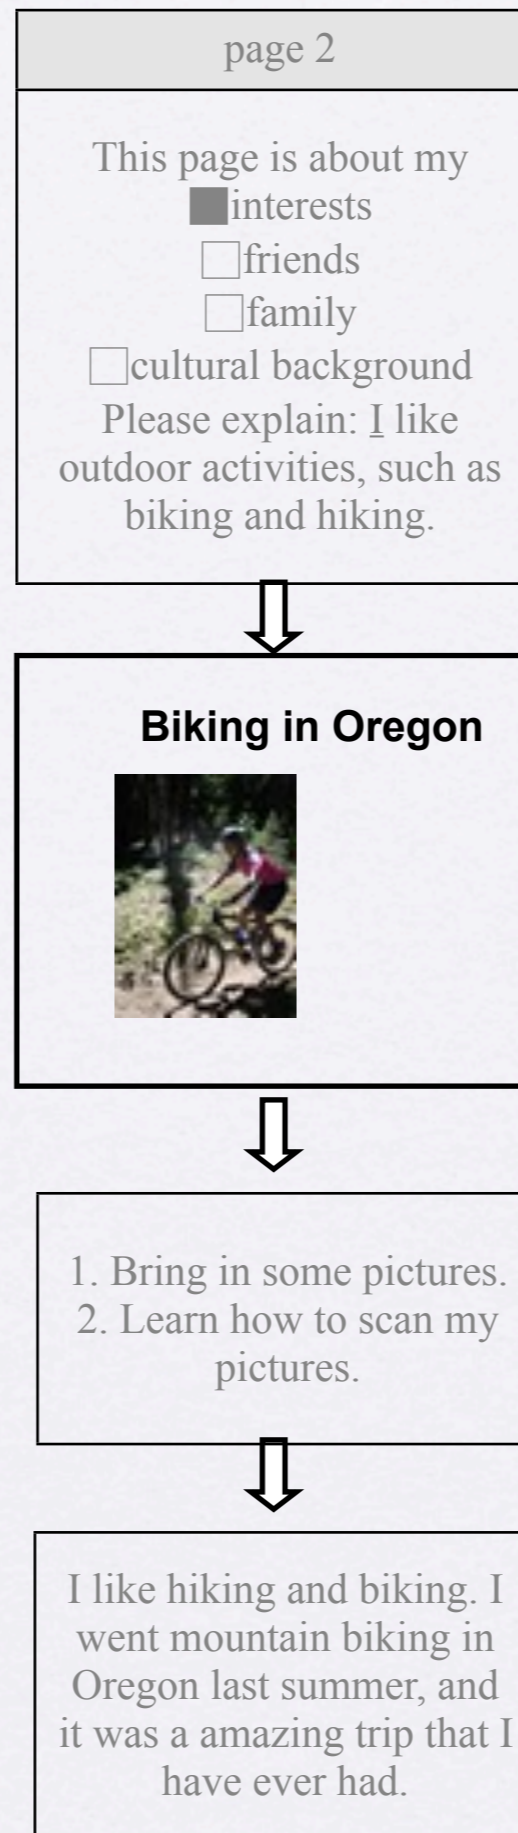 page 2
This page is about my
■interests
☐friends
☐family
☐cultural background
Please explain: I like
outdoor activities, such as
biking and hiking.
Biking in Oregon
1. Bring in some pictures.
2. Learn how to scan my
pictures.
I like hiking and biking. I
went mountain biking in
Oregon last summer, and
it was a amazing trip that I
have ever had.